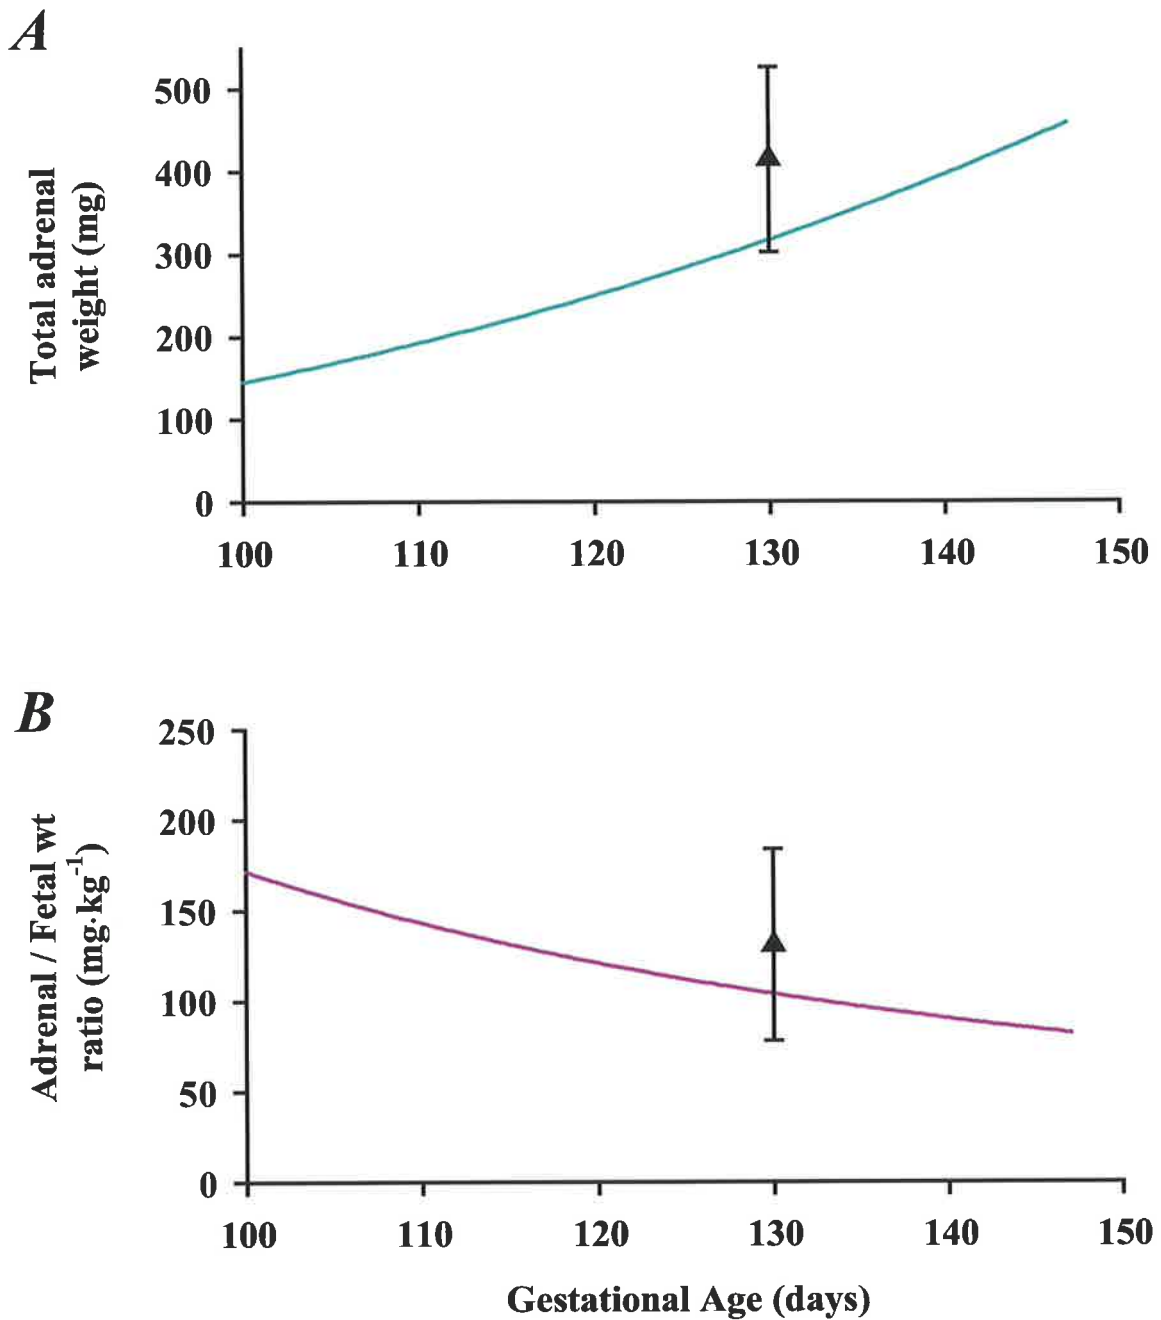 A
500
400
300
200
100
0
Total adrenal
weight (mg)
100 110 120 130 140 150
B
250
200
150
100
50
0
Adrenal / Fetal wt
ratio (mg·kg⁻¹)
100 110 120 130 140 150
Gestational Age (days)